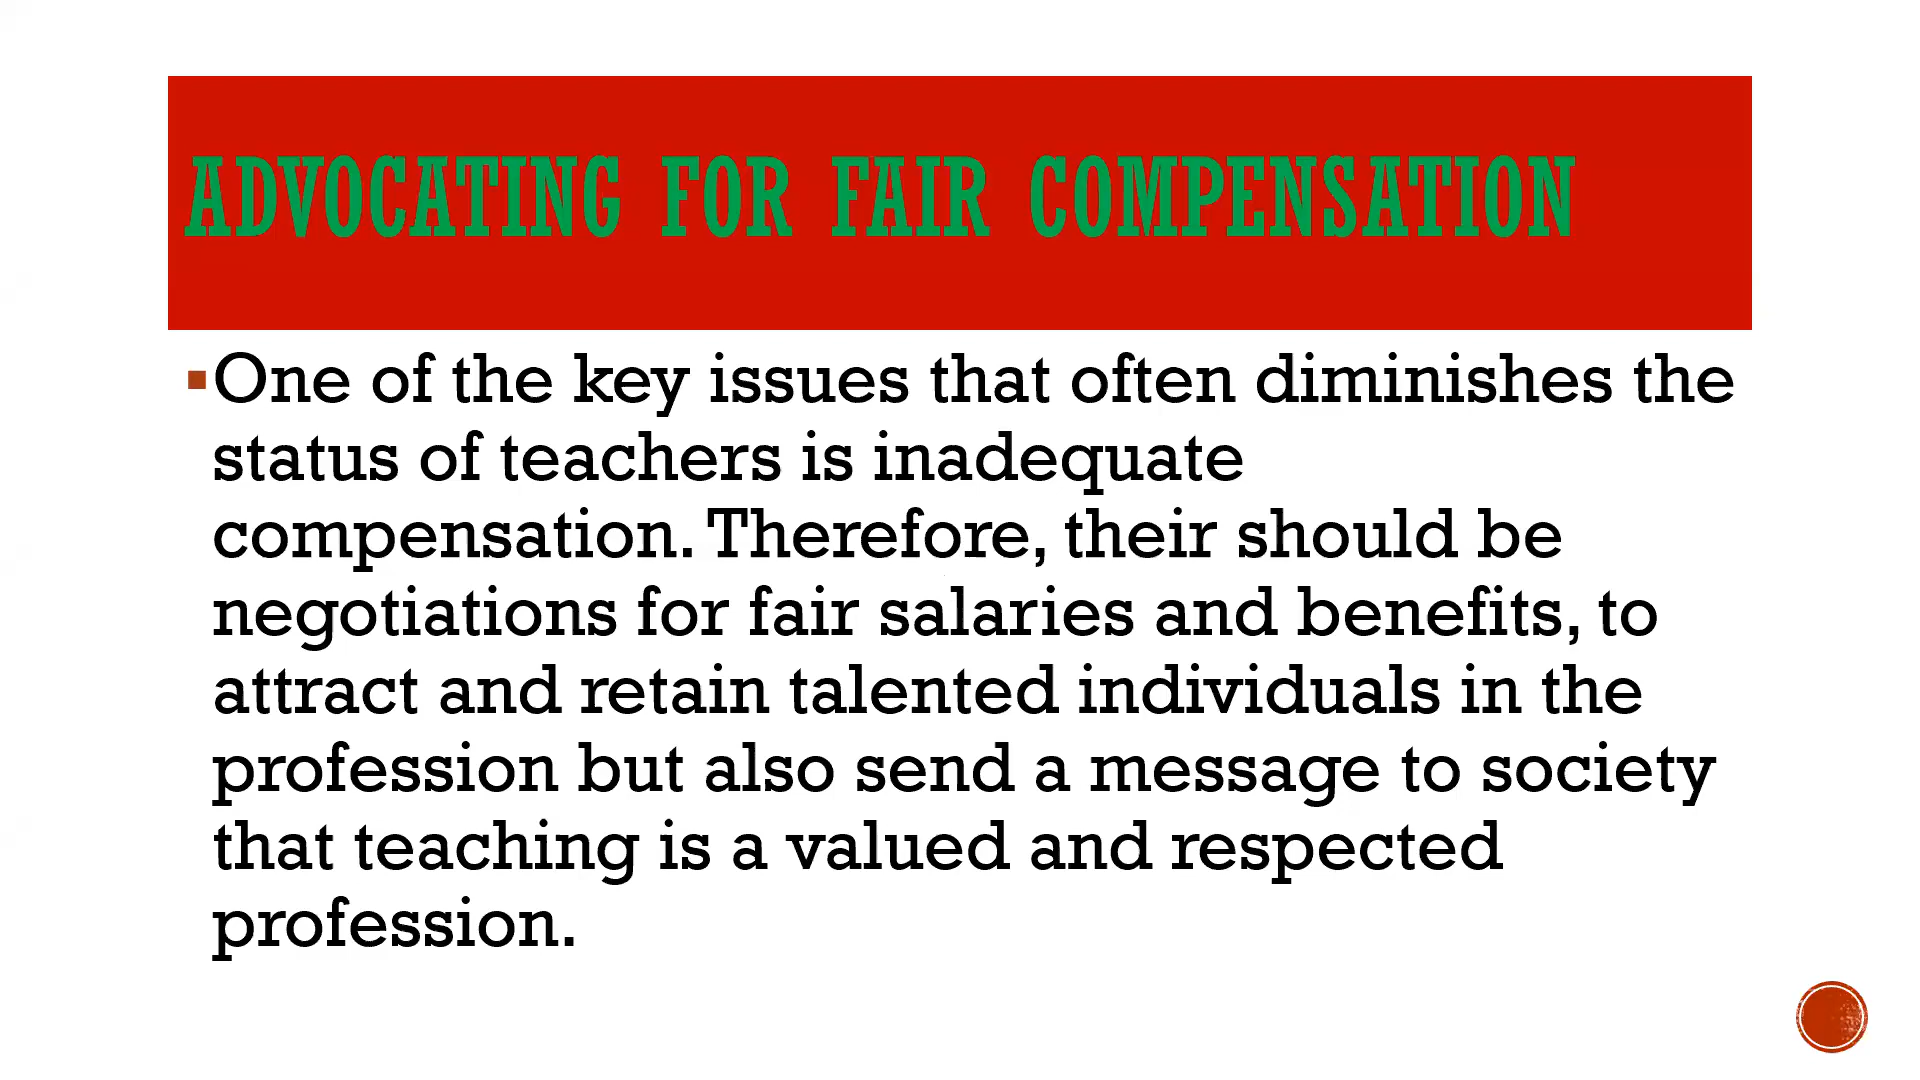 ADVOCATING FOR FAIR COMPENSATION
▪One of the key issues that often diminishes the
status of teachers is inadequate
compensation. Therefore, their should be
negotiations for fair salaries and benefits, to
attract and retain talented individuals in the
profession but also send a message to society
that teaching is a valued and respected
profession.